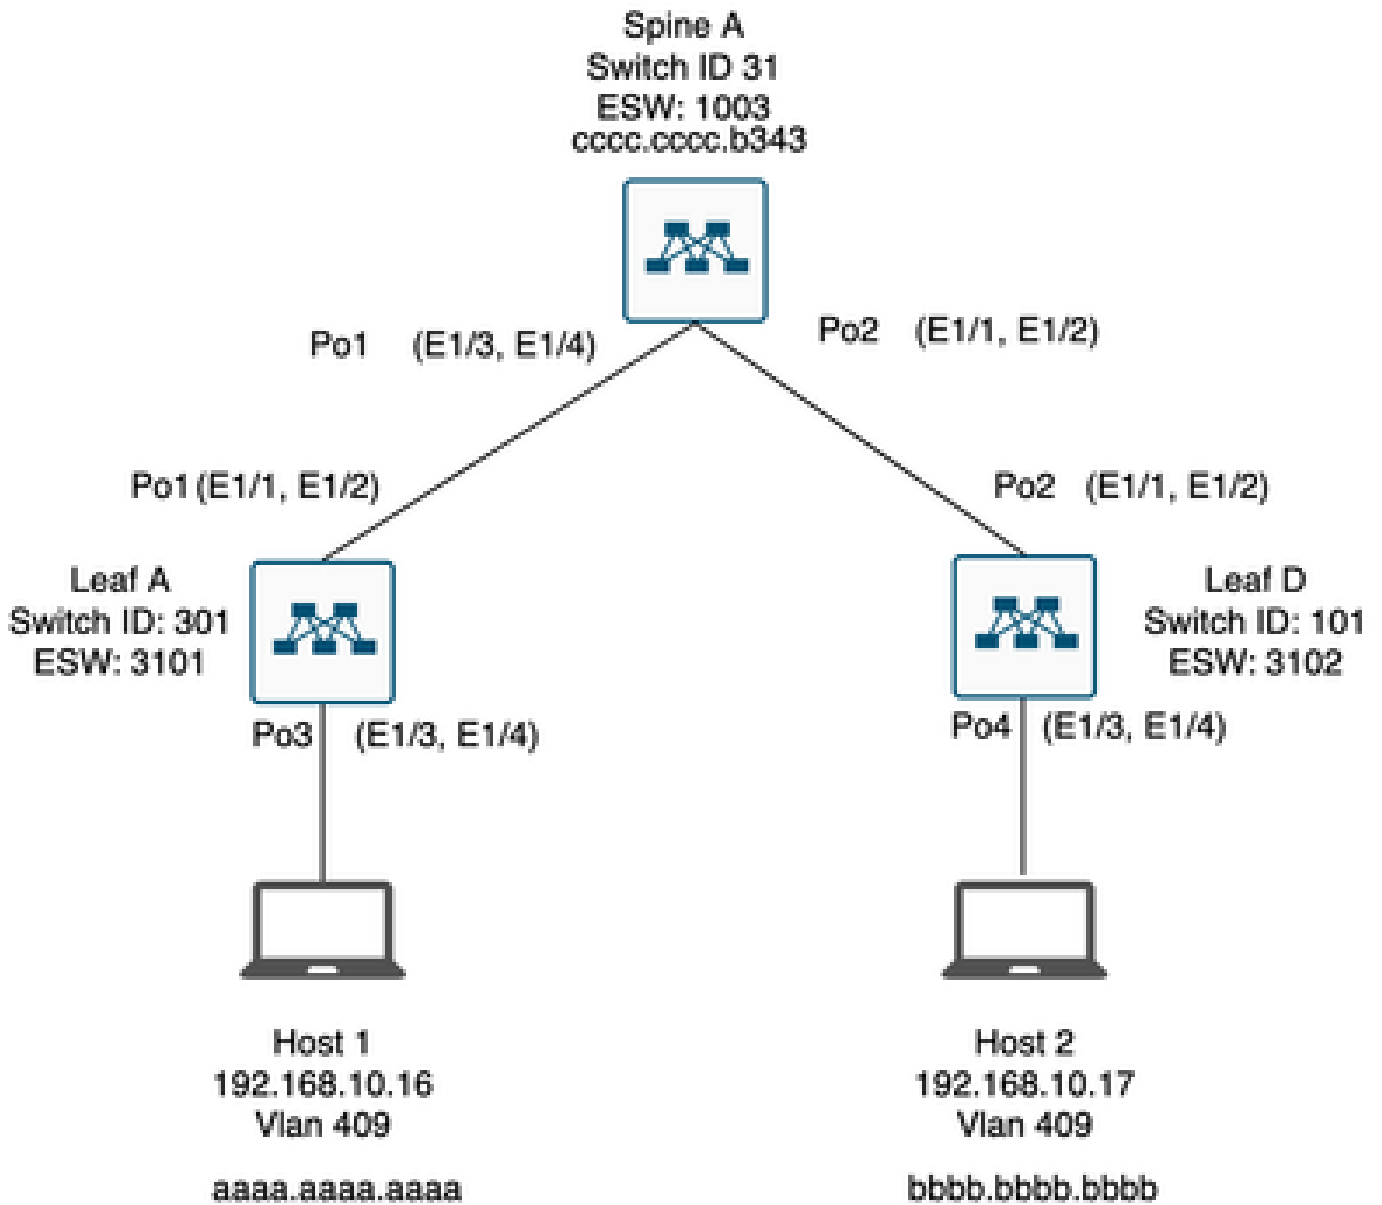 Spine A
Switch ID 31
ESW: 1003
cccc.cccc.b343
Po1 (E1/3, E1/4)
Po2 (E1/1, E1/2)
Po1 (E1/1, E1/2)
Po2 (E1/1, E1/2)
Leaf A
Switch ID: 301
ESW: 3101
Leaf D
Switch ID: 101
ESW: 3102
Po3 (E1/3, E1/4)
Po4 (E1/3, E1/4)
Host 1
192.168.10.16
Vlan 409
aaaa.aaaa.aaaa
Host 2
192.168.10.17
Vlan 409
bbbb.bbbb.bbbb